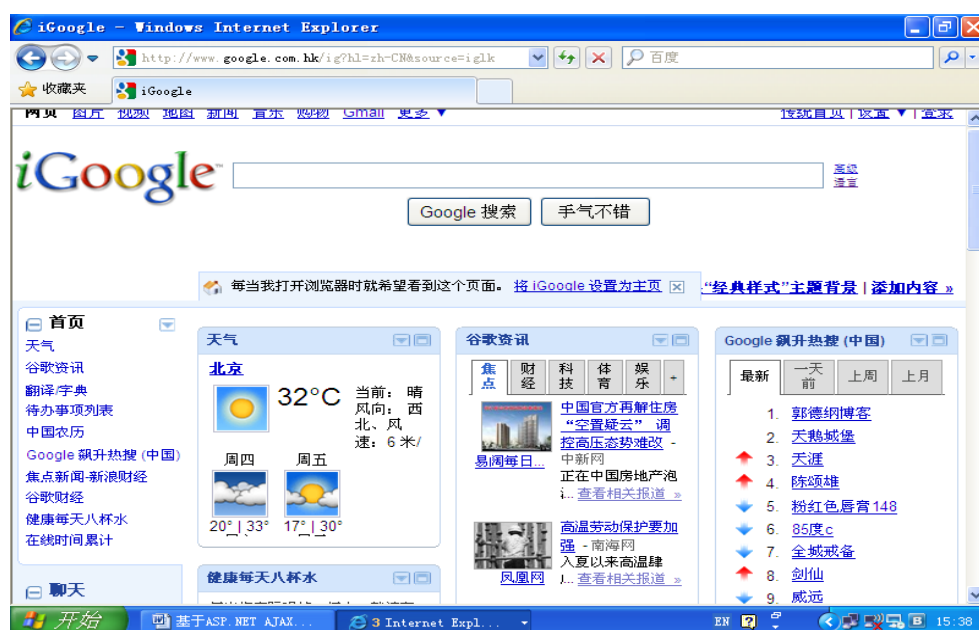 iGoogle - Windows Internet Explorer
http://www.google.com.hk/ig?hl=zh-CN&source=iglk
百度
收藏夹
iGoogle
网页 图片 视频 地图 新闻 音乐 购物 Gmail 更多 ▼
传统首页 | 设置 ▼ | 登录
iGoogle™
高级
语言
Google 搜索
手气不错
每当我打开浏览器时就希望看到这个页面。 将 iGoogle 设置为主页
“经典样式”主题背景 | 添加内容 »
首页
天气
谷歌资讯
翻译/字典
待办事项列表
中国农历
Google 飙升热搜 (中国)
焦点新闻-新浪财经
谷歌财经
健康每天八杯水
在线时间累计
聊天
天气
北京
32°C
当前: 晴
风向: 西
北、风
速: 6 米/
周四 周五
20° | 33° 17° | 30°
健康每天八杯水
谷歌资讯
焦点 财经 科技 体育 娱乐 +
中国官方再解住房
“空置疑云” 调
控高压态势难改 -
中新网
正在中国房地产泡
... 查看相关报道 »
易阔每日...
高温劳动保护要加
强 - 南海网
入夏以来高温肆
... 查看相关报道 »
凤凰网
Google 飙升热搜 (中国)
最新 一天前 上周 上月
1. 郭德纲博客
2. 天鹅城堡
3. 天涯
4. 陈颂雄
5. 粉红色唇膏148
6. 85度c
7. 全城戒备
8. 剑仙
9. 威远
开始
基于ASP.NET AJAX...
3 Internet Expl...
EN
15:38